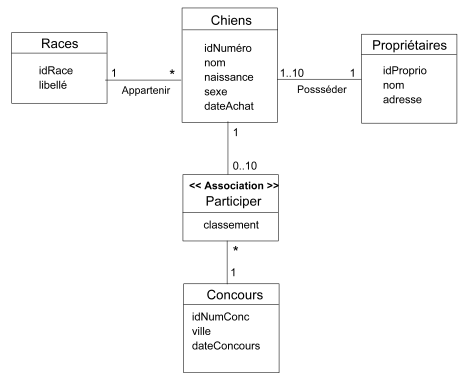 Races
idRace
libellé
1
*
Appartenir
Chiens
idNuméro
nom
naissance
sexe
dateAchat
1..10
1
Possséder
Propriétaires
idProprio
nom
adresse
1
0..10
<< Association >>
Participer
classement
*
1
Concours
idNumConc
ville
dateConcours